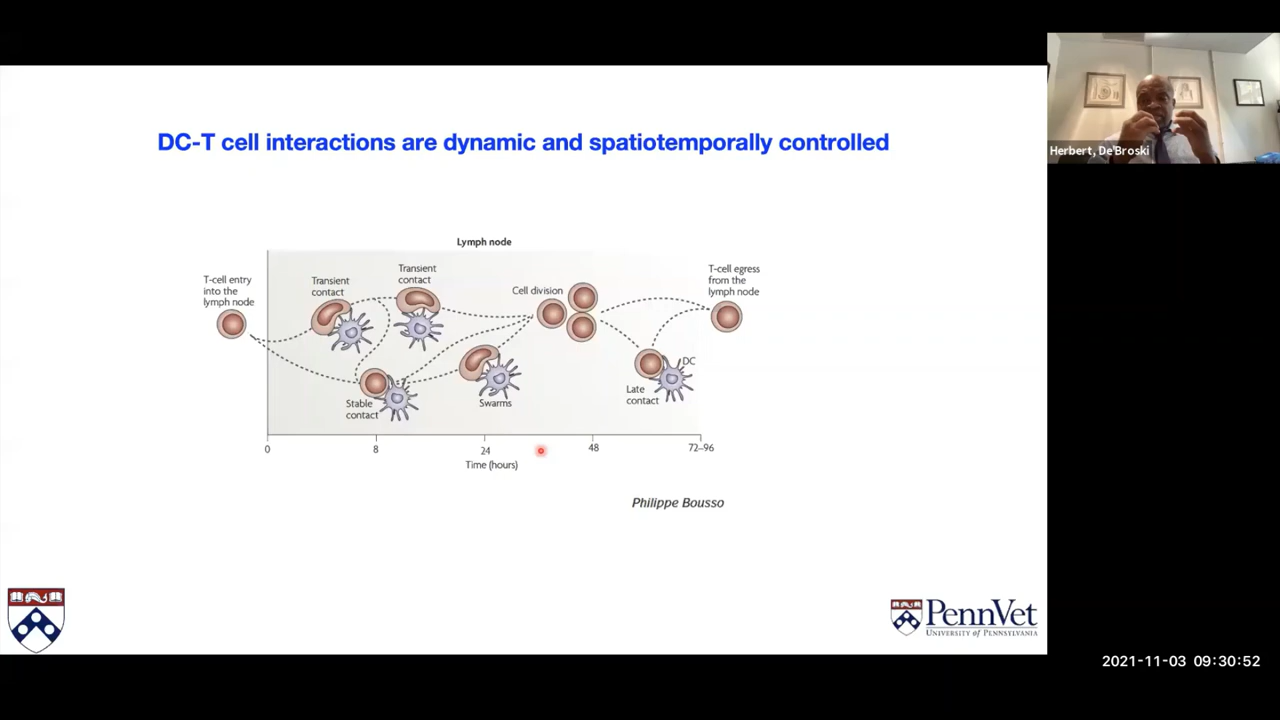 DC-T cell interactions are dynamic and spatiotemporally controlled
Herbert, De'Broski
Lymph node
T-cell entry
into the
lymph node
Transient
contact
Transient
contact
Cell division
T-cell egress
from the
lymph node
Stable
contact
Swarms
DC
Late
contact
0
8
24
48
72–96
Time (hours)
Philippe Bousso
PennVet
UNIVERSITY OF PENNSYLVANIA
2021-11-03 09:30:52